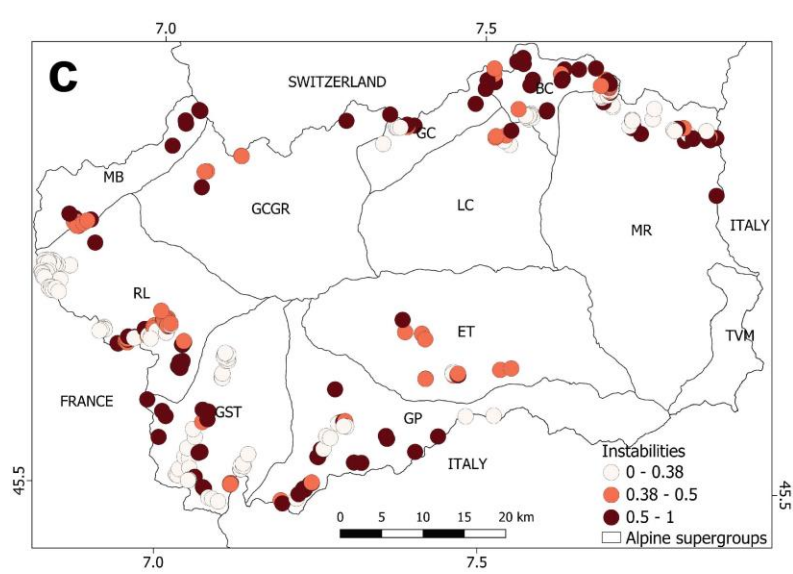 7.0 7.5
C
SWITZERLAND
BC
GC
MB
GCGR
LC
MR
ITALY
RL
ET
TVM
FRANCE
GST
GP
ITALY
45.5
45.5
Instabilities
0 - 0.38
0.38 - 0.5
0.5 - 1
Alpine supergroups
0 5 10 15 20 km
7.0 7.5